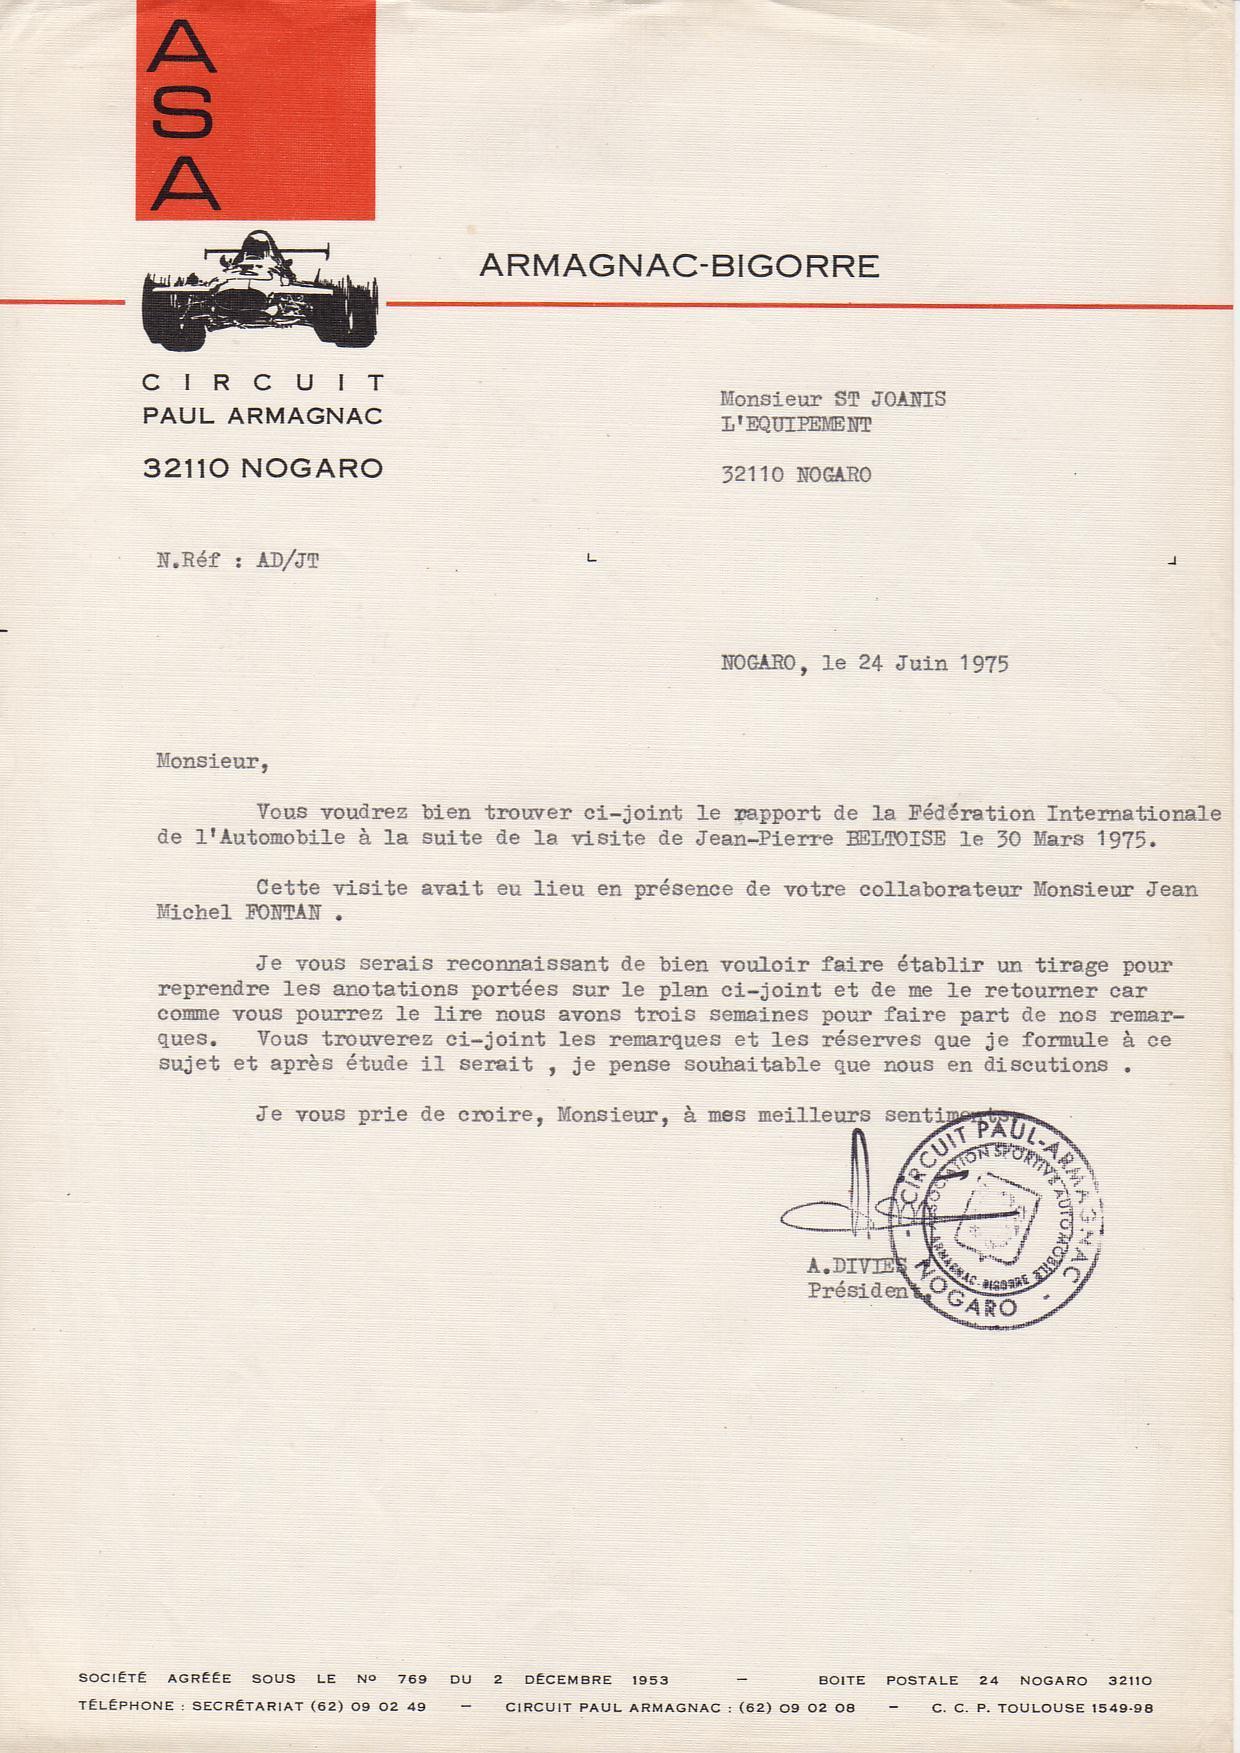 A
S
A
ARMAGNAC-BIGORRE
CIRCUIT
PAUL ARMAGNAC
32110 NOGARO
Monsieur ST JOANIS
L'EQUIPEMENT
32110 NOGARO
N.Réf : AD/JT
NOGARO, le 24 Juin 1975
Monsieur,
Vous voudrez bien trouver ci-joint le rapport de la Fédération Internationale
de l'Automobile à la suite de la visite de Jean-Pierre BELTOISE le 30 Mars 1975.
Cette visite avait eu lieu en présence de votre collaborateur Monsieur Jean
Michel FONTAN .
Je vous serais reconnaissant de bien vouloir faire établir un tirage pour
reprendre les anotations portées sur le plan ci-joint et de me le retourner car
comme vous pourrez le lire nous avons trois semaines pour faire part de nos remar-
ques. Vous trouverez ci-joint les remarques et les réserves que je formule à ce
sujet et après étude il serait , je pense souhaitable que nous en discutions .
Je vous prie de croire, Monsieur, à mes meilleurs sentiments
CIRCUIT PAUL-ARMAGNAC
ASSOCIATION SPORTIVE AUTOMOBILE
ARMAGNAC-BIGORRE
- NOGARO -
A.DIVIES
Président.
SOCIÉTÉ AGRÉÉE SOUS LE Nº 769 DU 2 DÉCEMBRE 1953 — BOITE POSTALE 24 NOGARO 32110
TÉLÉPHONE : SECRÉTARIAT (62) 09 02 49 — CIRCUIT PAUL ARMAGNAC : (62) 09 02 08 — C. C. P. TOULOUSE 1549-98